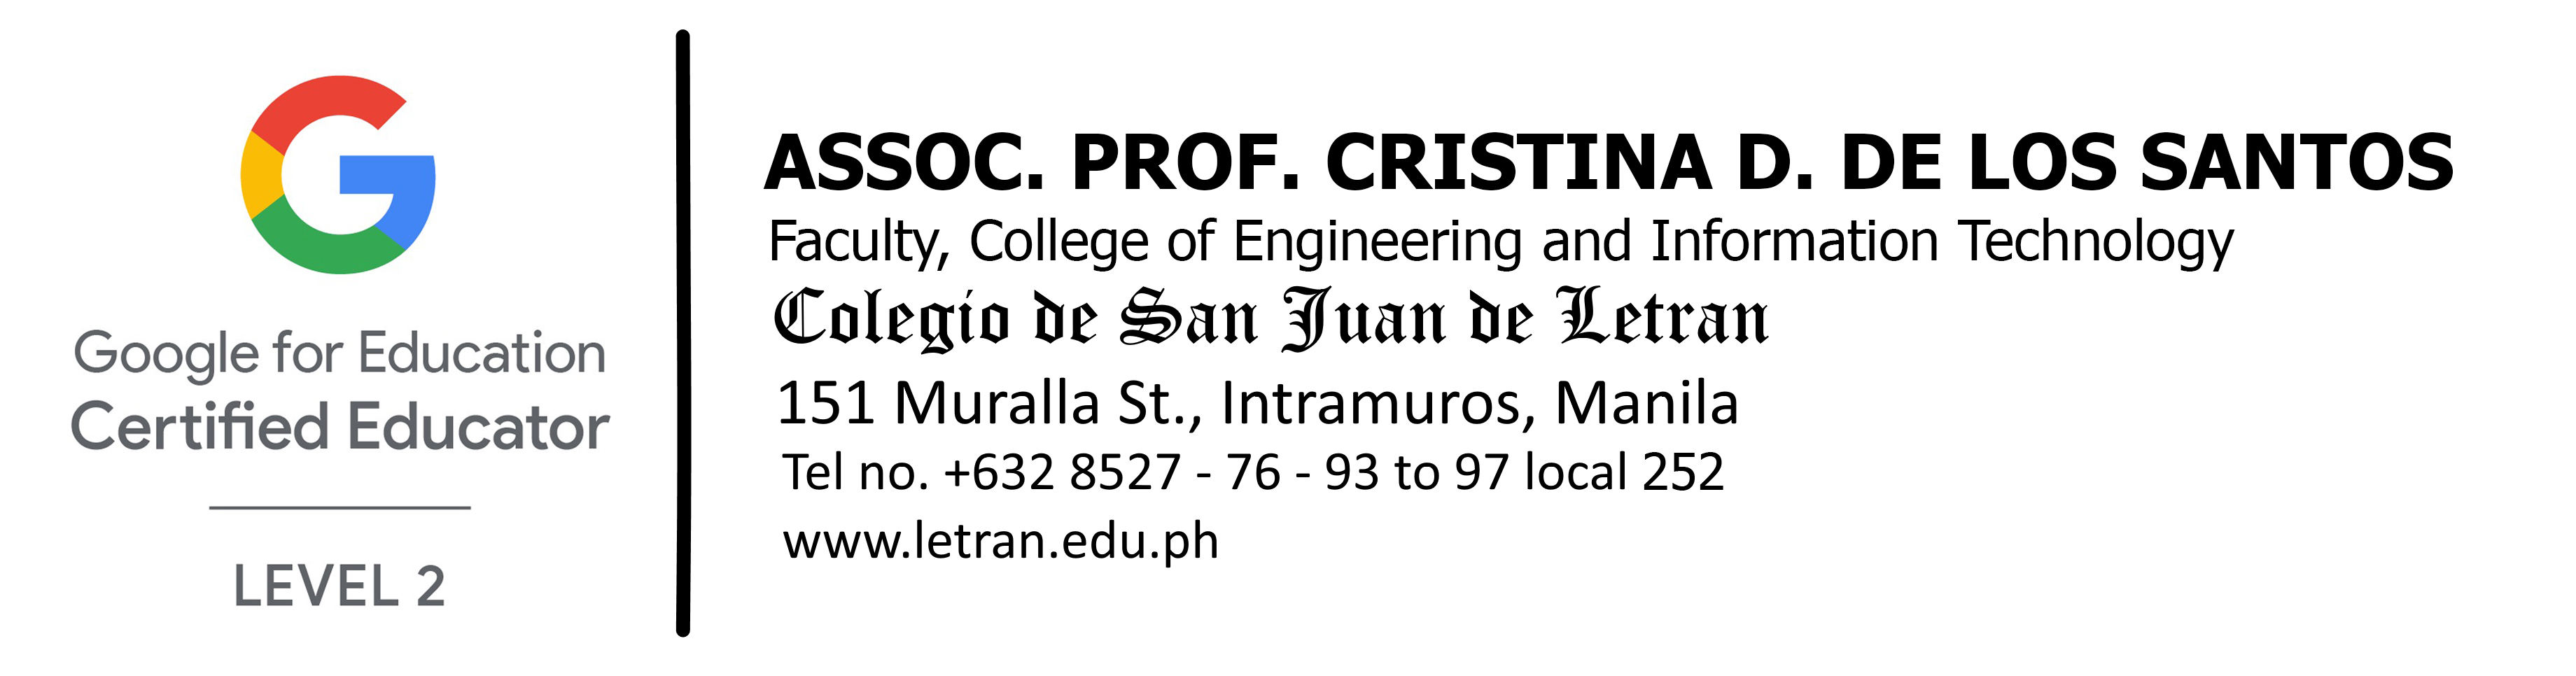 Google for Education
Certified Educator
LEVEL 2
ASSOC. PROF. CRISTINA D. DE LOS SANTOS
Faculty, College of Engineering and Information Technology
Colegio de San Juan de Letran
151 Muralla St., Intramuros, Manila
Tel no. +632 8527 - 76 - 93 to 97 local 252
www.letran.edu.ph